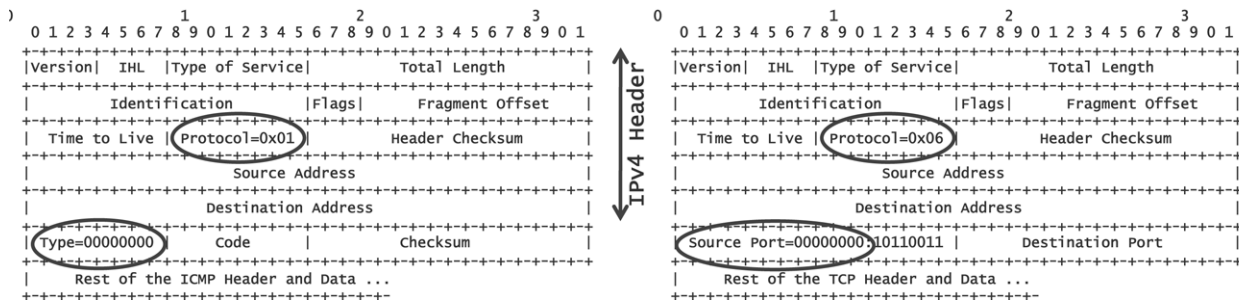 0 1 2 3
0 1 2 3 4 5 6 7 8 9 0 1 2 3 4 5 6 7 8 9 0 1 2 3 4 5 6 7 8 9 0 1
+-+-+-+-+-+-+-+-+-+-+-+-+-+-+-+-+-+-+-+-+-+-+-+-+-+-+-+-+-+-+-+-+
|Version| IHL |Type of Service| Total Length |
+-+-+-+-+-+-+-+-+-+-+-+-+-+-+-+-+-+-+-+-+-+-+-+-+-+-+-+-+-+-+-+-+
| Identification |Flags| Fragment Offset |
+-+-+-+-+-+-+-+-+-+-+-+-+-+-+-+-+-+-+-+-+-+-+-+-+-+-+-+-+-+-+-+-+
| Time to Live | Protocol=0x01 | Header Checksum |
+-+-+-+-+-+-+-+-+-+-+-+-+-+-+-+-+-+-+-+-+-+-+-+-+-+-+-+-+-+-+-+-+
| Source Address |
+-+-+-+-+-+-+-+-+-+-+-+-+-+-+-+-+-+-+-+-+-+-+-+-+-+-+-+-+-+-+-+-+
| Destination Address |
+-+-+-+-+-+-+-+-+-+-+-+-+-+-+-+-+-+-+-+-+-+-+-+-+-+-+-+-+-+-+-+-+
| Type=00000000 | Code | Checksum |
+-+-+-+-+-+-+-+-+-+-+-+-+-+-+-+-+-+-+-+-+-+-+-+-+-+-+-+-+-+-+-+-+
| Rest of the ICMP Header and Data ...
+-+-+-+-+-+-+-+-+-+-+-+-+-+-+-+-+-+-+-+-+-
IPv4 Header
0 1 2 3
0 1 2 3 4 5 6 7 8 9 0 1 2 3 4 5 6 7 8 9 0 1 2 3 4 5 6 7 8 9 0 1
+-+-+-+-+-+-+-+-+-+-+-+-+-+-+-+-+-+-+-+-+-+-+-+-+-+-+-+-+-+-+-+-+
|Version| IHL |Type of Service| Total Length |
+-+-+-+-+-+-+-+-+-+-+-+-+-+-+-+-+-+-+-+-+-+-+-+-+-+-+-+-+-+-+-+-+
| Identification |Flags| Fragment Offset |
+-+-+-+-+-+-+-+-+-+-+-+-+-+-+-+-+-+-+-+-+-+-+-+-+-+-+-+-+-+-+-+-+
| Time to Live | Protocol=0x06 | Header Checksum |
+-+-+-+-+-+-+-+-+-+-+-+-+-+-+-+-+-+-+-+-+-+-+-+-+-+-+-+-+-+-+-+-+
| Source Address |
+-+-+-+-+-+-+-+-+-+-+-+-+-+-+-+-+-+-+-+-+-+-+-+-+-+-+-+-+-+-+-+-+
| Destination Address |
+-+-+-+-+-+-+-+-+-+-+-+-+-+-+-+-+-+-+-+-+-+-+-+-+-+-+-+-+-+-+-+-+
| Source Port=00000000:10110011 | Destination Port |
+-+-+-+-+-+-+-+-+-+-+-+-+-+-+-+-+-+-+-+-+-+-+-+-+-+-+-+-+-+-+-+-+
| Rest of the TCP Header and Data ...
+-+-+-+-+-+-+-+-+-+-+-+-+-+-+-+-+-+-+-+-+-